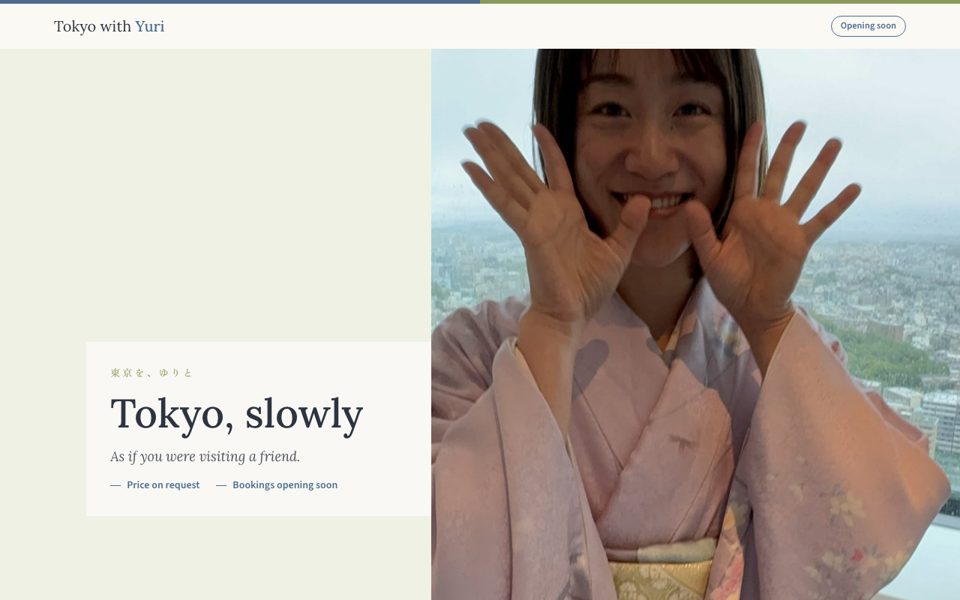 Tokyo with Yuri
Opening soon
東京を、ゆりと
Tokyo, slowly
As if you were visiting a friend.
— Price on request — Bookings opening soon